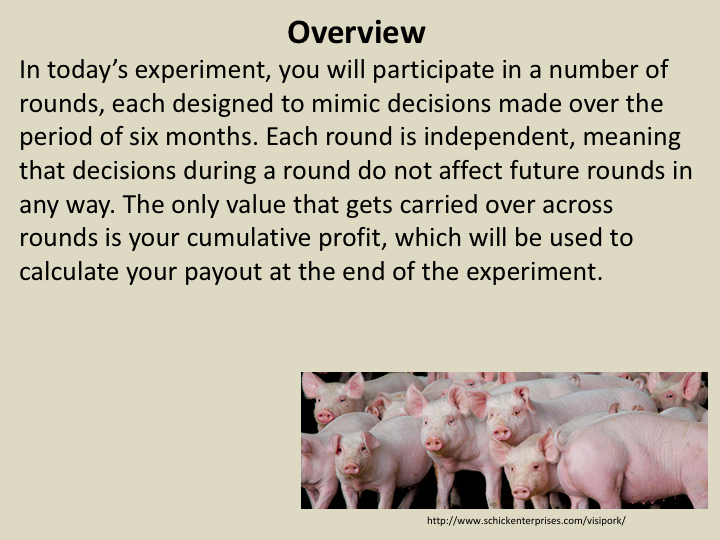 Overview
In today’s experiment, you will participate in a number of
rounds, each designed to mimic decisions made over the
period of six months. Each round is independent, meaning
that decisions during a round do not affect future rounds in
any way. The only value that gets carried over across
rounds is your cumulative profit, which will be used to
calculate your payout at the end of the experiment.
http://www.schickenterprises.com/visipork/